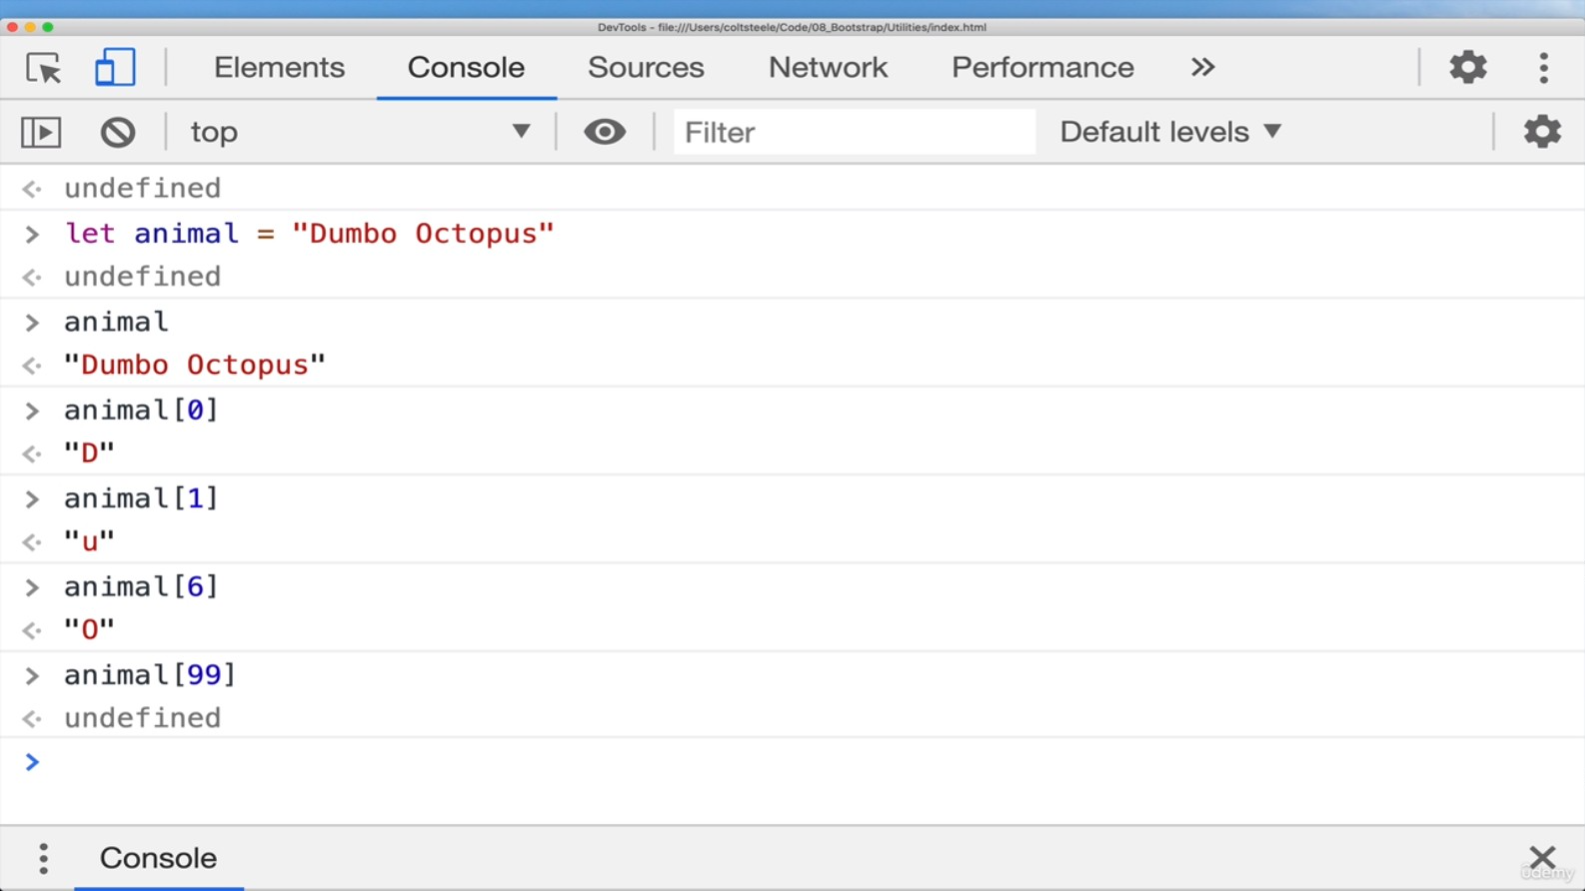 DevTools - file:///Users/coltsteele/Code/08_Bootstrap/Utilities/index.html
Elements Console Sources Network Performance »
top ▼ Filter Default levels ▼
undefined
> let animal = "Dumbo Octopus"
undefined
> animal
"Dumbo Octopus"
> animal[0]
"D"
> animal[1]
"u"
> animal[6]
"O"
> animal[99]
undefined
>
Console
udemy